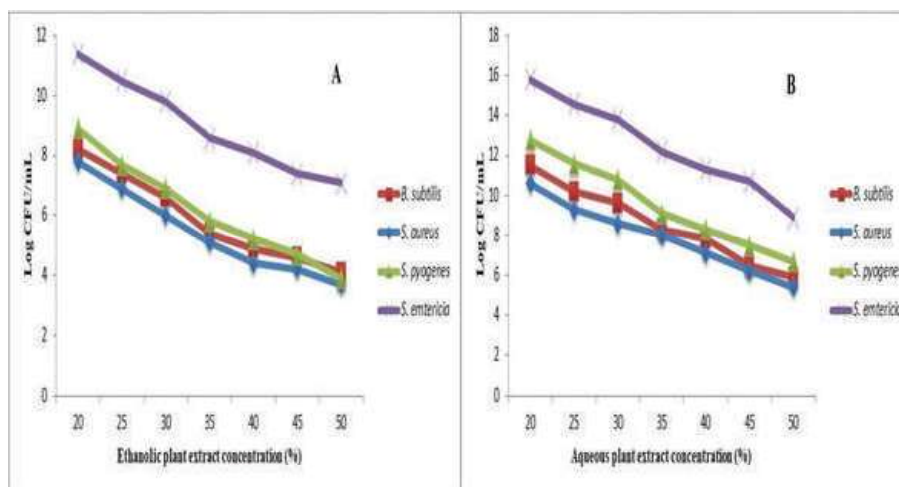 A
12
10
8
6
4
2
0
Log CFU/mL
20 25 30 35 40 45 50
Ethanolic plant extract concentration (%)
B. subtilis
S. aureus
S. pyogenes
S. emtericia
B
18
16
14
12
10
8
6
4
2
0
Log CFU/mL
20 25 30 35 40 45 50
Aqueous plant extract concentration (%)
B. subtilis
S. aureus
S. pyogenes
S. emtericia